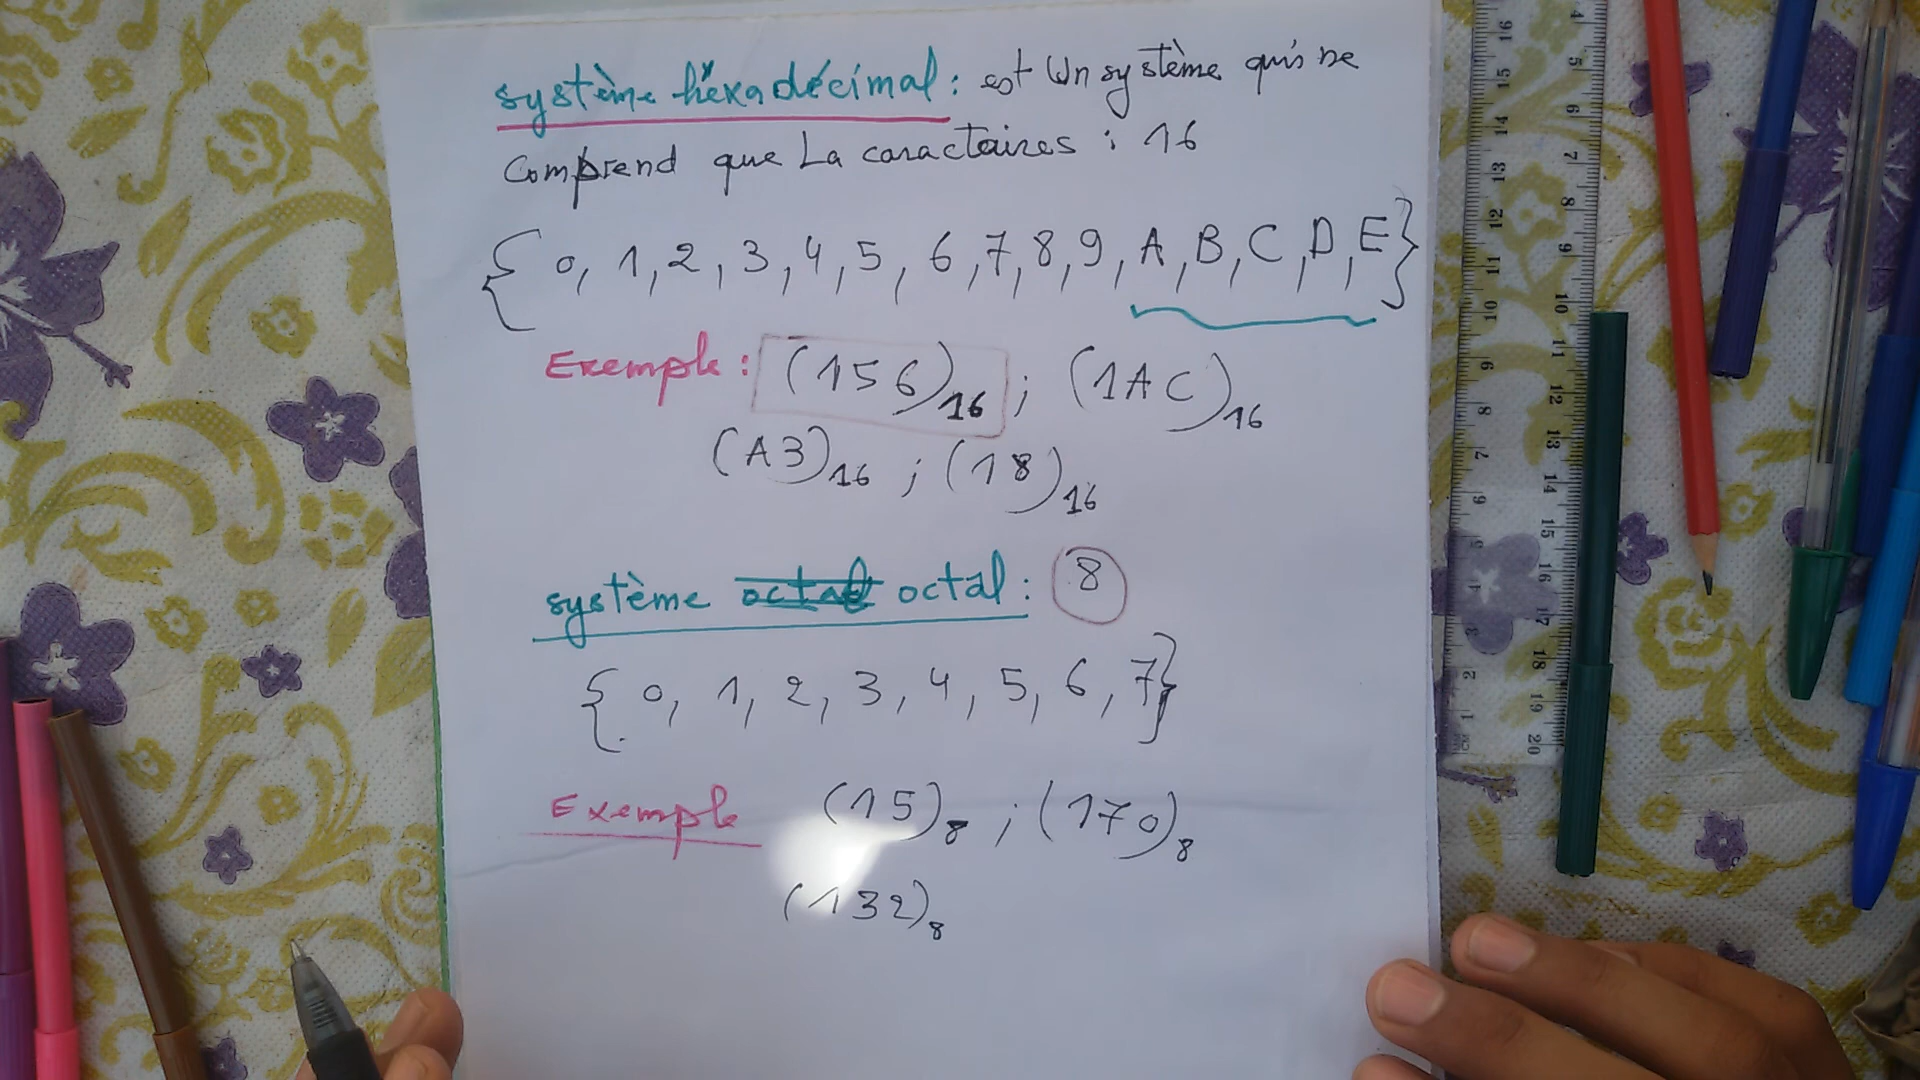 système héxadécimal : est Un système qui ne
Comprend que La caractaires : 16
{ 0, 1, 2, 3, 4, 5, 6, 7, 8, 9, A, B, C, D, E }
Exemple : (156)16 ; (1AC)16
(A3)16 ; (18)16
système octal octal : 8
{ 0, 1, 2, 3, 4, 5, 6, 7 }
Exemple (15)8 ; (170)8
(132)8